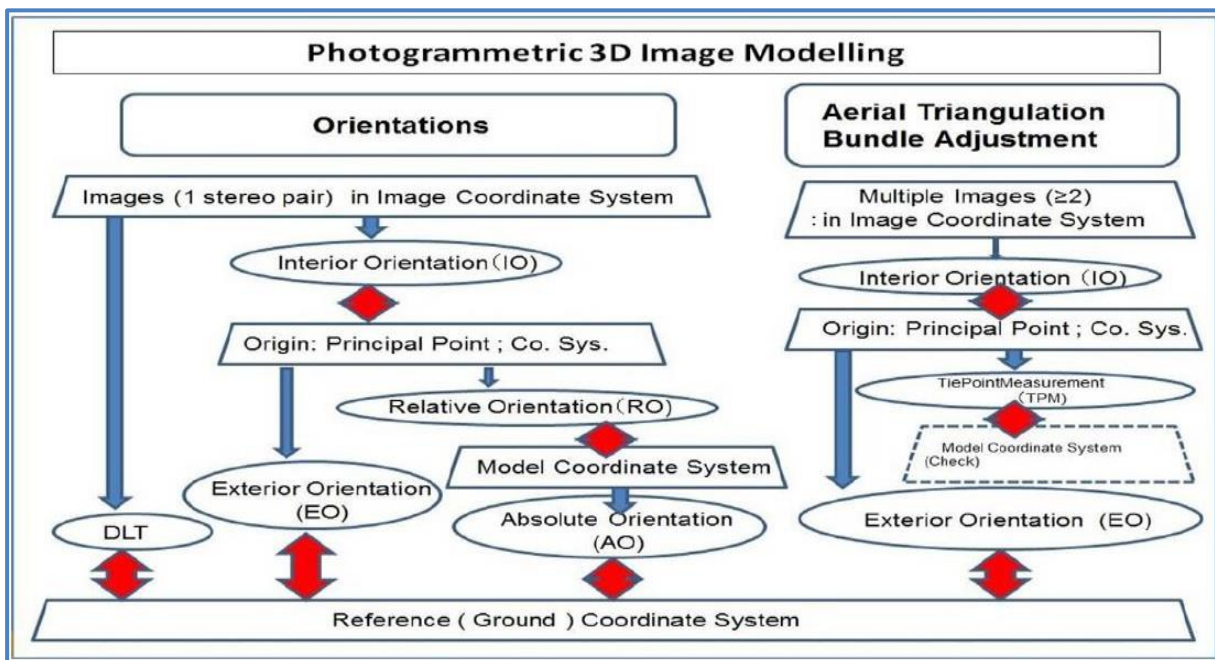 Photogrammetric 3D Image Modelling
Orientations
Images (1 stereo pair) in Image Coordinate System
Interior Orientation (IO)
Origin: Principal Point ; Co. Sys.
Relative Orientation (RO)
Model Coordinate System
Exterior Orientation
(EO)
Absolute Orientation
(AO)
DLT
Aerial Triangulation
Bundle Adjustment
Multiple Images (≥2)
: in Image Coordinate System
Interior Orientation (IO)
Origin: Principal Point ; Co. Sys.
TiePointMeasurement
(TPM)
Model Coordinate System
(Check)
Exterior Orientation (EO)
Reference ( Ground ) Coordinate System